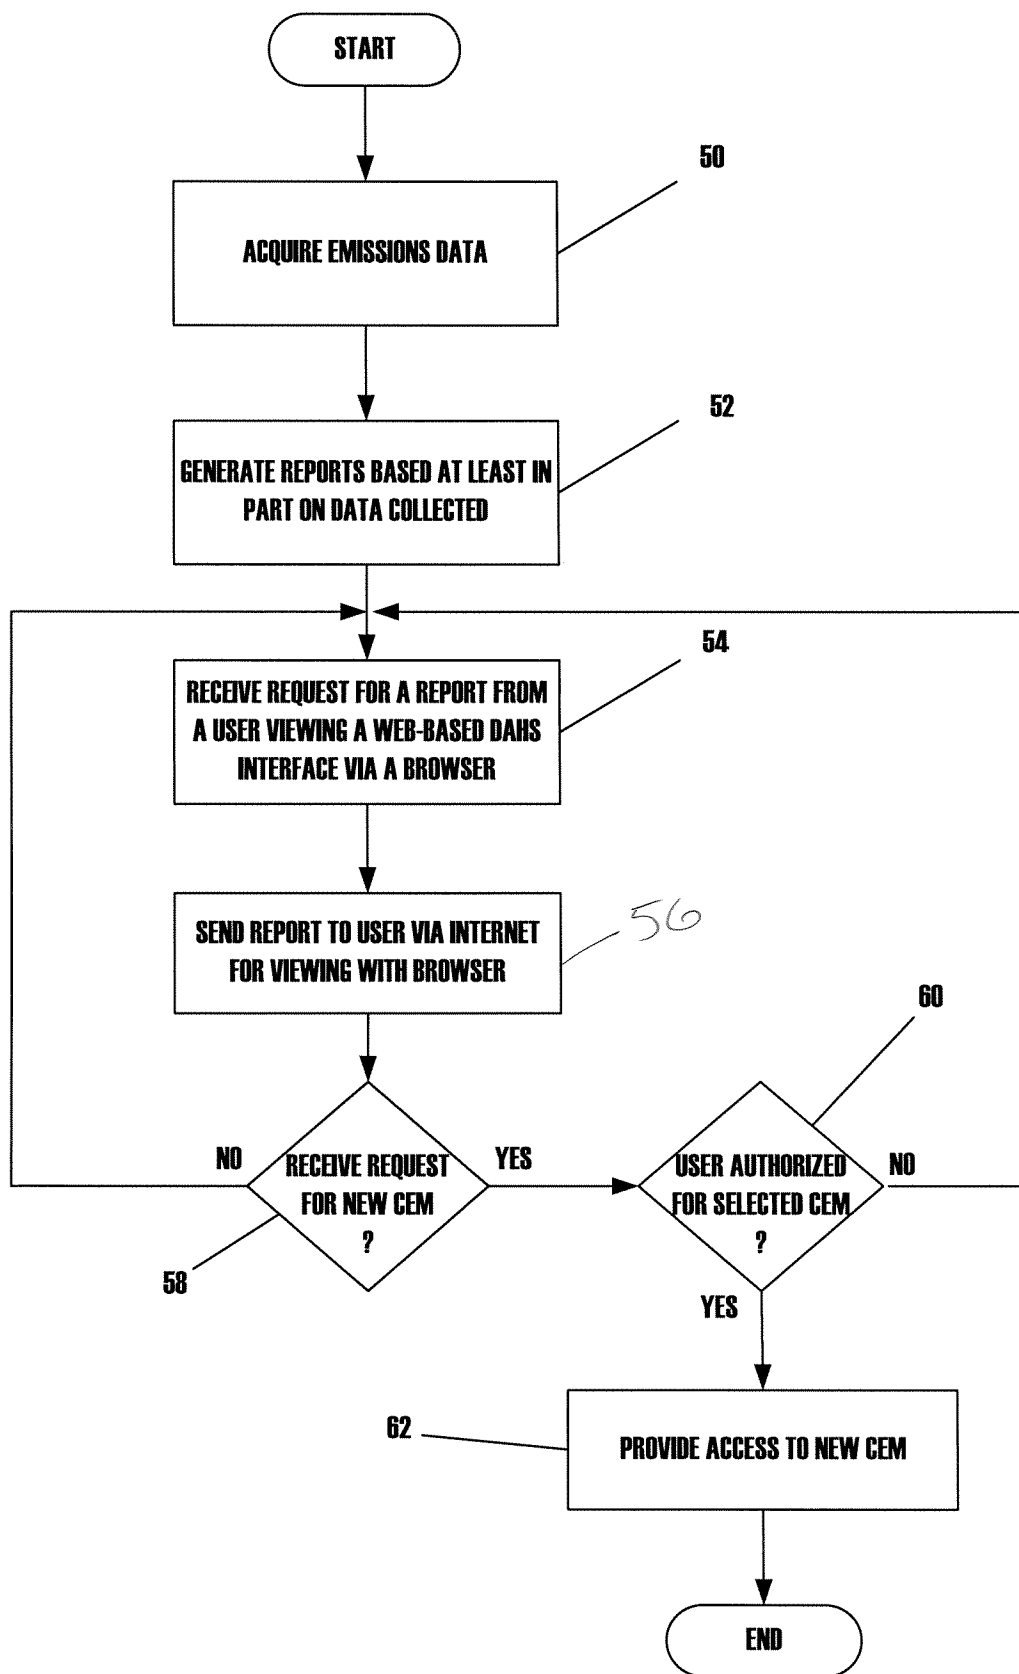 START
50
ACQUIRE EMISSIONS DATA
52
GENERATE REPORTS BASED AT LEAST IN
PART ON DATA COLLECTED
54
RECEIVE REQUEST FOR A REPORT FROM
A USER VIEWING A WEB-BASED DAHS
INTERFACE VIA A BROWSER
56
SEND REPORT TO USER VIA INTERNET
FOR VIEWING WITH BROWSER
60
NO
RECEIVE REQUEST
FOR NEW CEM
?
YES
58
USER AUTHORIZED
FOR SELECTED CEM
?
NO
YES
62
PROVIDE ACCESS TO NEW CEM
END